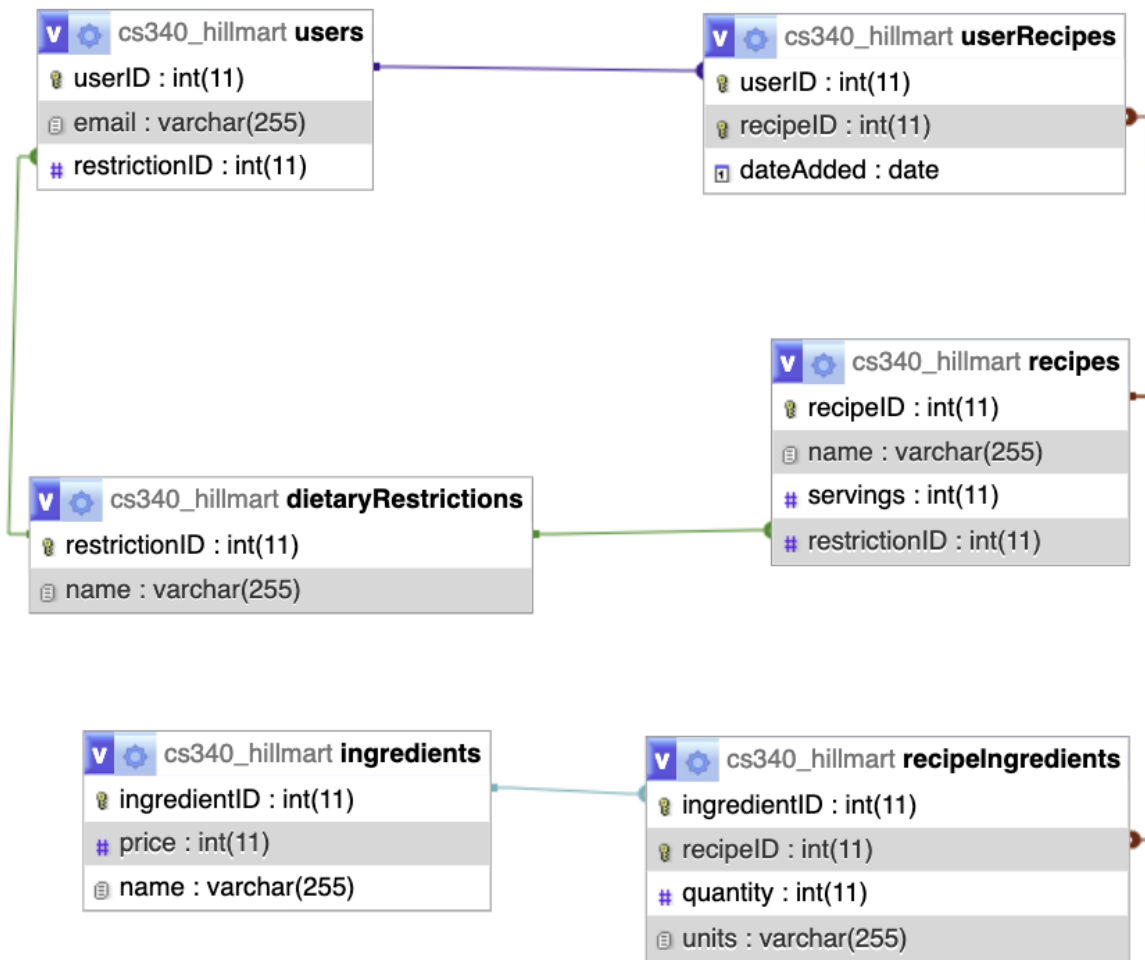 v cs340_hillmart users
userID : int(11)
email : varchar(255)
# restrictionID : int(11)
v cs340_hillmart userRecipes
userID : int(11)
recipeID : int(11)
1 dateAdded : date
v cs340_hillmart recipes
recipeID : int(11)
name : varchar(255)
# servings : int(11)
# restrictionID : int(11)
v cs340_hillmart dietaryRestrictions
restrictionID : int(11)
name : varchar(255)
v cs340_hillmart ingredients
ingredientID : int(11)
# price : int(11)
name : varchar(255)
v cs340_hillmart recipeIngredients
ingredientID : int(11)
recipeID : int(11)
# quantity : int(11)
units : varchar(255)